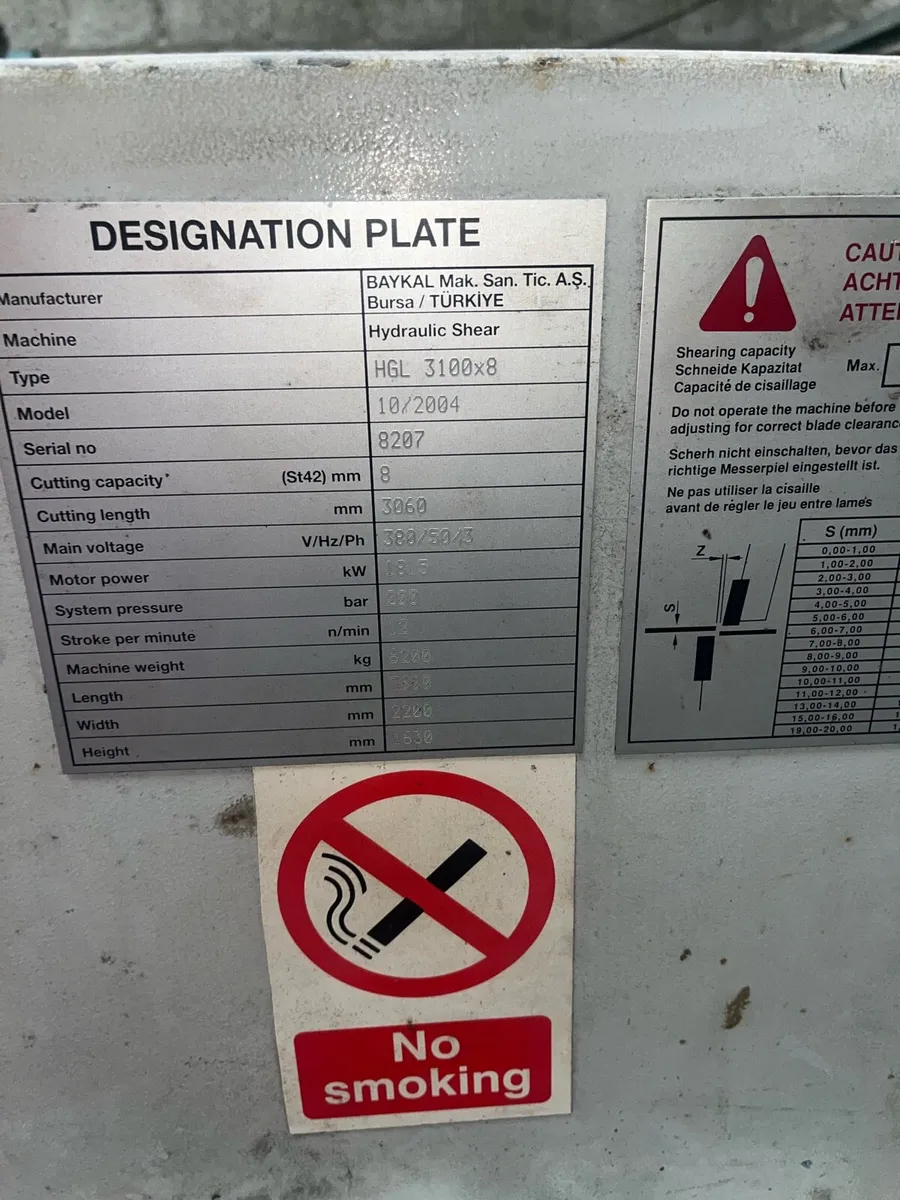 DESIGNATION PLATE
Manufacturer BAYKAL Mak. San. Tic. A.Ş.
Bursa / TÜRKİYE
Machine Hydraulic Shear
Type HGL 3100x8
Model 10/2004
Serial no 8207
Cutting capacity* (St42) mm 8
Cutting length mm 3060
Main voltage V/Hz/Ph 380/50/3
Motor power kW 18.5
System pressure bar
Stroke per minute n/min
Machine weight kg
Length mm
Width mm 2200
Height mm
No
smoking
CAUT
ACHT
ATTE
Shearing capacity
Schneide Kapazitat
Capacité de cisaillage
Max.
Do not operate the machine before
adjusting for correct blade clearanc
Scherh nicht einschalten, bevor das
richtige Messerpiel eingestellt ist.
Ne pas utiliser la cisaille
avant de régler le jeu entre lames
Z
S
S (mm)
0,00-1,00
1,00-2,00
2,00-3,00
3,00-4,00
4,00-5,00
5,00-6,00
6,00-7,00
7,00-8,00
8,00-9,00
9,00-10,00
10,00-11,00
11,00-12,00
13,00-14,00
15,00-16,00
19,00-20,00